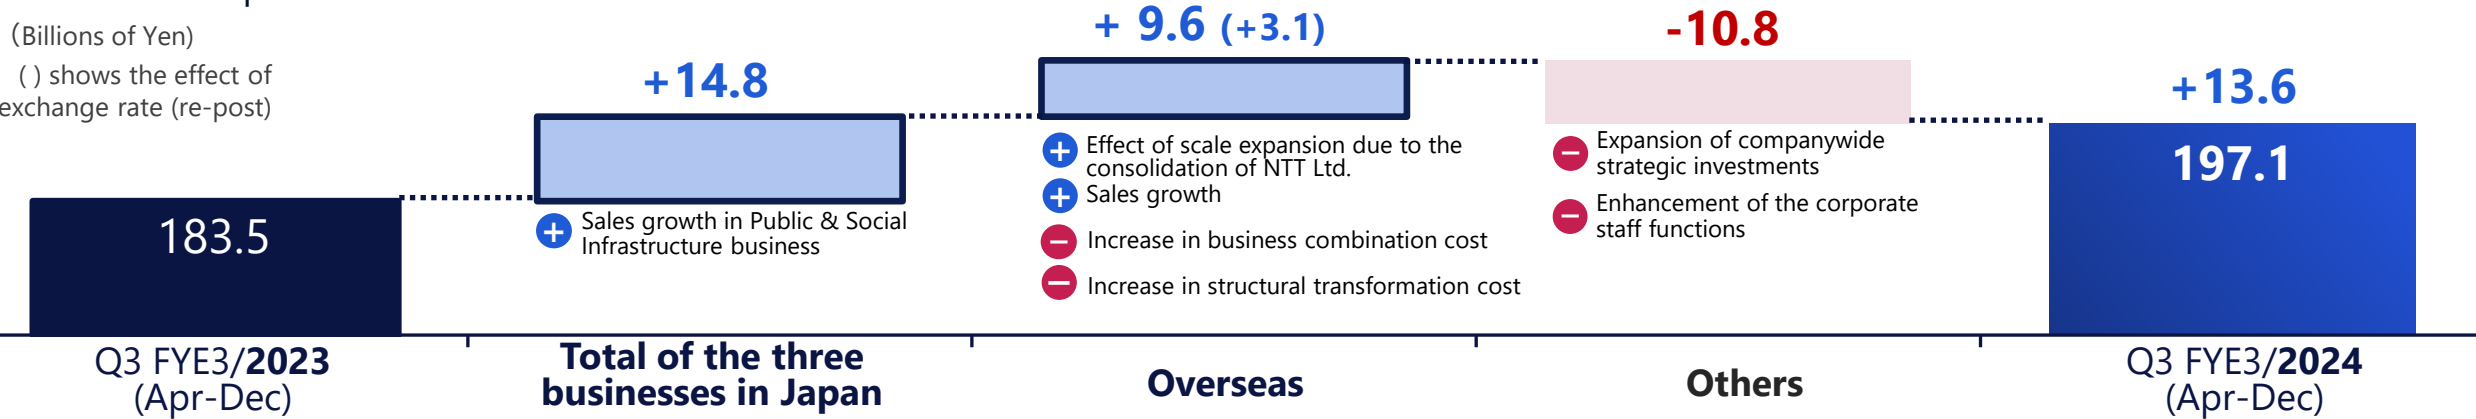 （Billions of Yen)
( ) shows the effect of
exchange rate (re-post)
183.5
+14.8
+ Sales growth in Public & Social
Infrastructure business
+ 9.6 (+3.1)
+ Effect of scale expansion due to the
consolidation of NTT Ltd.
+ Sales growth
− Increase in business combination cost
− Increase in structural transformation cost
-10.8
− Expansion of companywide
strategic investments
− Enhancement of the corporate
staff functions
+13.6
197.1
Q3 FYE3/2023
(Apr-Dec)
Total of the three
businesses in Japan
Overseas
Others
Q3 FYE3/2024
(Apr-Dec)